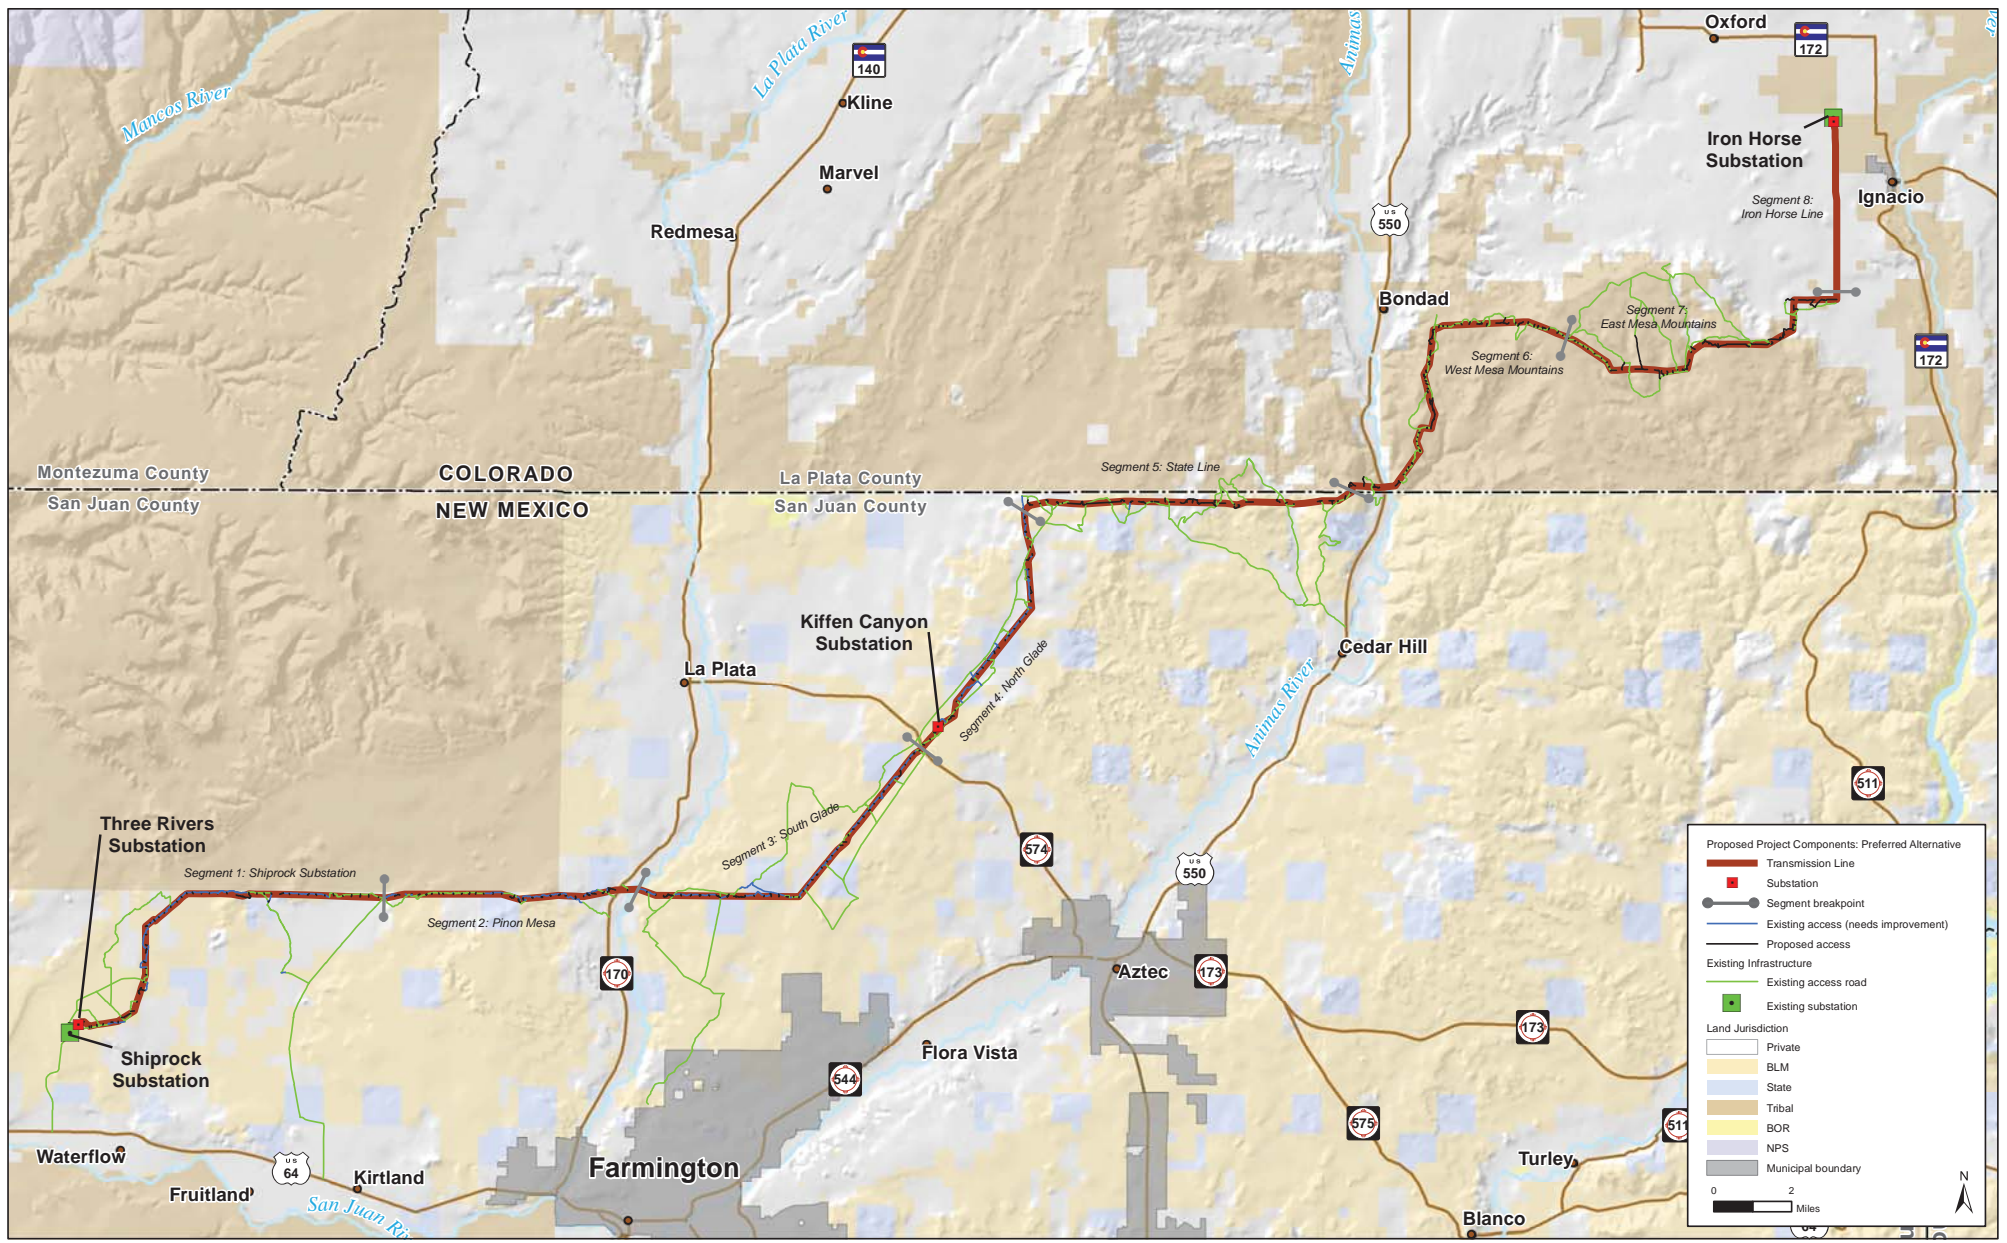 Oxford
172
La Plata River
Animas
140
Mancos River
Kline
Iron Horse
Substation
Marvel
Ignacio
Segment 8:
Iron Horse Line
Redmesa
US
550
Bondad
Segment 7:
East Mesa Mountains
172
Segment 6:
West Mesa Mountains
Montezuma County
San Juan County
COLORADO
NEW MEXICO
La Plata County
San Juan County
Segment 5: State Line
Kiffen Canyon
Substation
Segment 4: North Glade
Cedar Hill
La Plata
Animas River
511
Three Rivers
Substation
Segment 3: South Glade
574
US
550
Segment 1: Shiprock Substation
Segment 2: Pinon Mesa
170
Aztec
173
173
Shiprock
Substation
Flora Vista
544
575
511
Waterflow
US
64
Kirtland
Fruitland
San Juan Ri
Farmington
Turley
Blanco
Proposed Project Components: Preferred Alternative
Transmission Line
Substation
Segment breakpoint
Existing access (needs improvement)
Proposed access
Existing Infrastructure
Existing access road
Existing substation
Land Jurisdiction
Private
BLM
State
Tribal
BOR
NPS
Municipal boundary
0 2
Miles
N